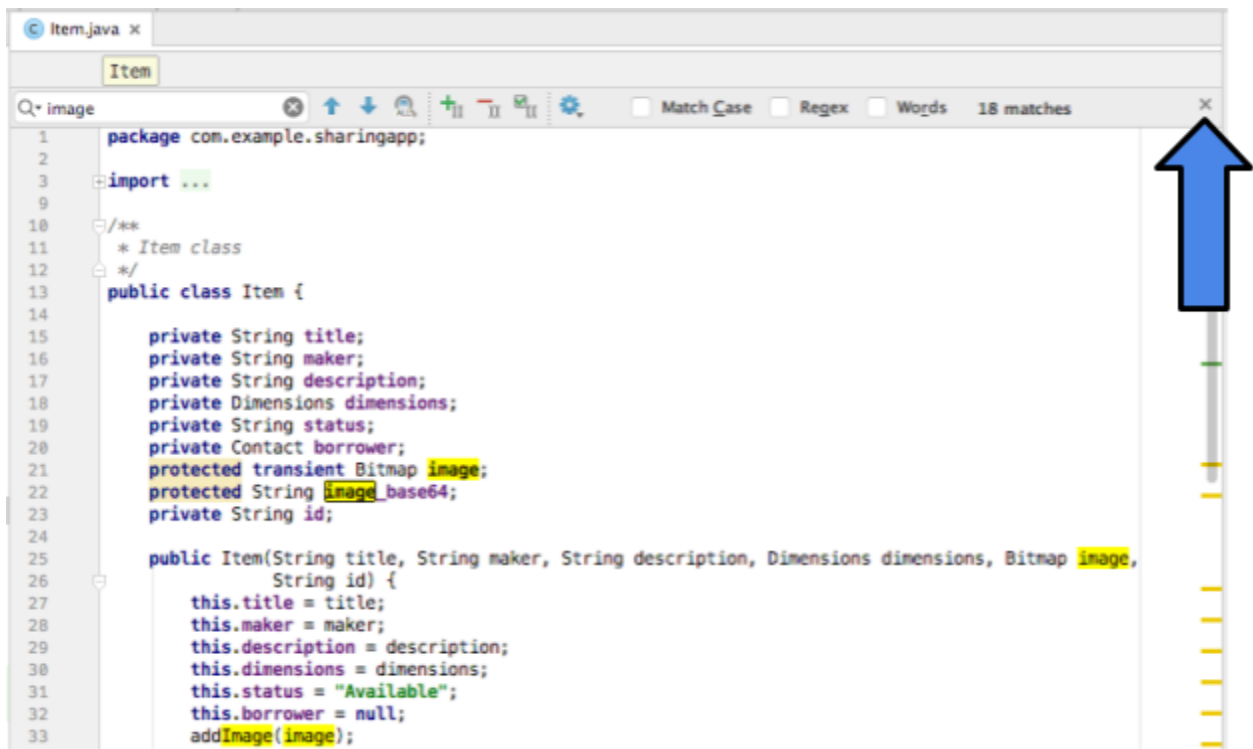 Item.java
Item
image Match Case Regex Words 18 matches
1 package com.example.sharingapp;
2
3 import ...
9
10 /**
11 * Item class
12 */
13 public class Item {
14
15 private String title;
16 private String maker;
17 private String description;
18 private Dimensions dimensions;
19 private String status;
20 private Contact borrower;
21 protected transient Bitmap image;
22 protected String image_base64;
23 private String id;
24
25 public Item(String title, String maker, String description, Dimensions dimensions, Bitmap image,
26 String id) {
27 this.title = title;
28 this.maker = maker;
29 this.description = description;
30 this.dimensions = dimensions;
31 this.status = "Available";
32 this.borrower = null;
33 addImage(image);